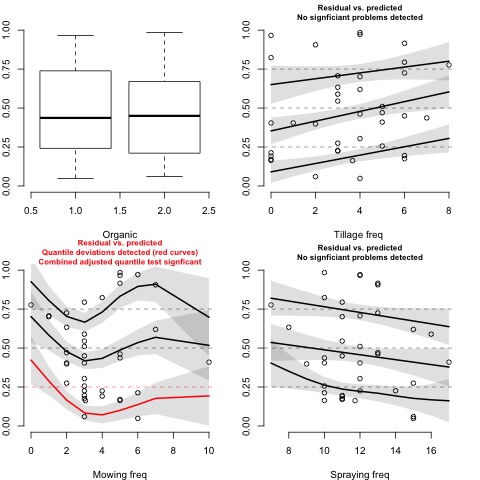 0.00 0.25 0.50 0.75 1.00
0.5 1.0 1.5 2.0 2.5
Organic
Residual vs. predicted
No signficiant problems detected
0.00 0.25 0.50 0.75 1.00
0 2 4 6 8
Tillage freq
Residual vs. predicted
Quantile deviations detected (red curves)
Combined adjusted quantile test signficant
0.00 0.25 0.50 0.75 1.00
0 2 4 6 8 10
Mowing freq
Residual vs. predicted
No signficiant problems detected
0.00 0.25 0.50 0.75 1.00
8 10 12 14 16
Spraying freq